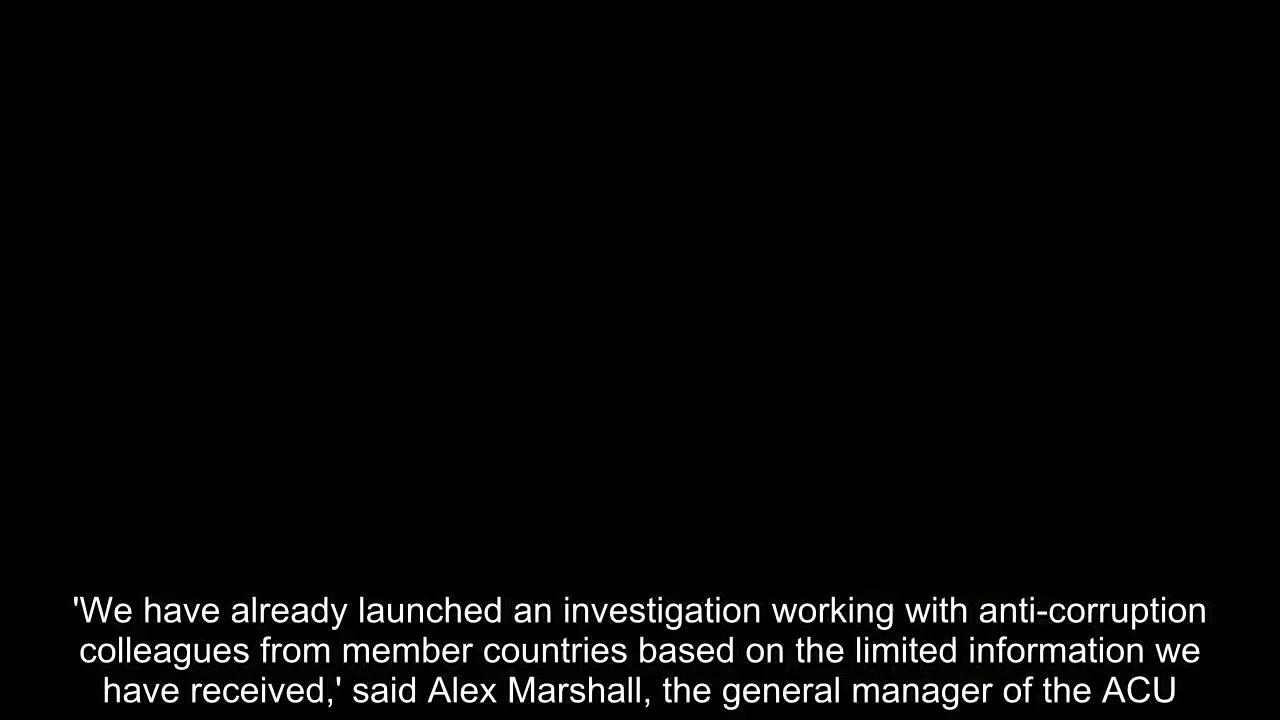 'We have already launched an investigation working with anti-corruption
colleagues from member countries based on the limited information we
have received,' said Alex Marshall, the general manager of the ACU